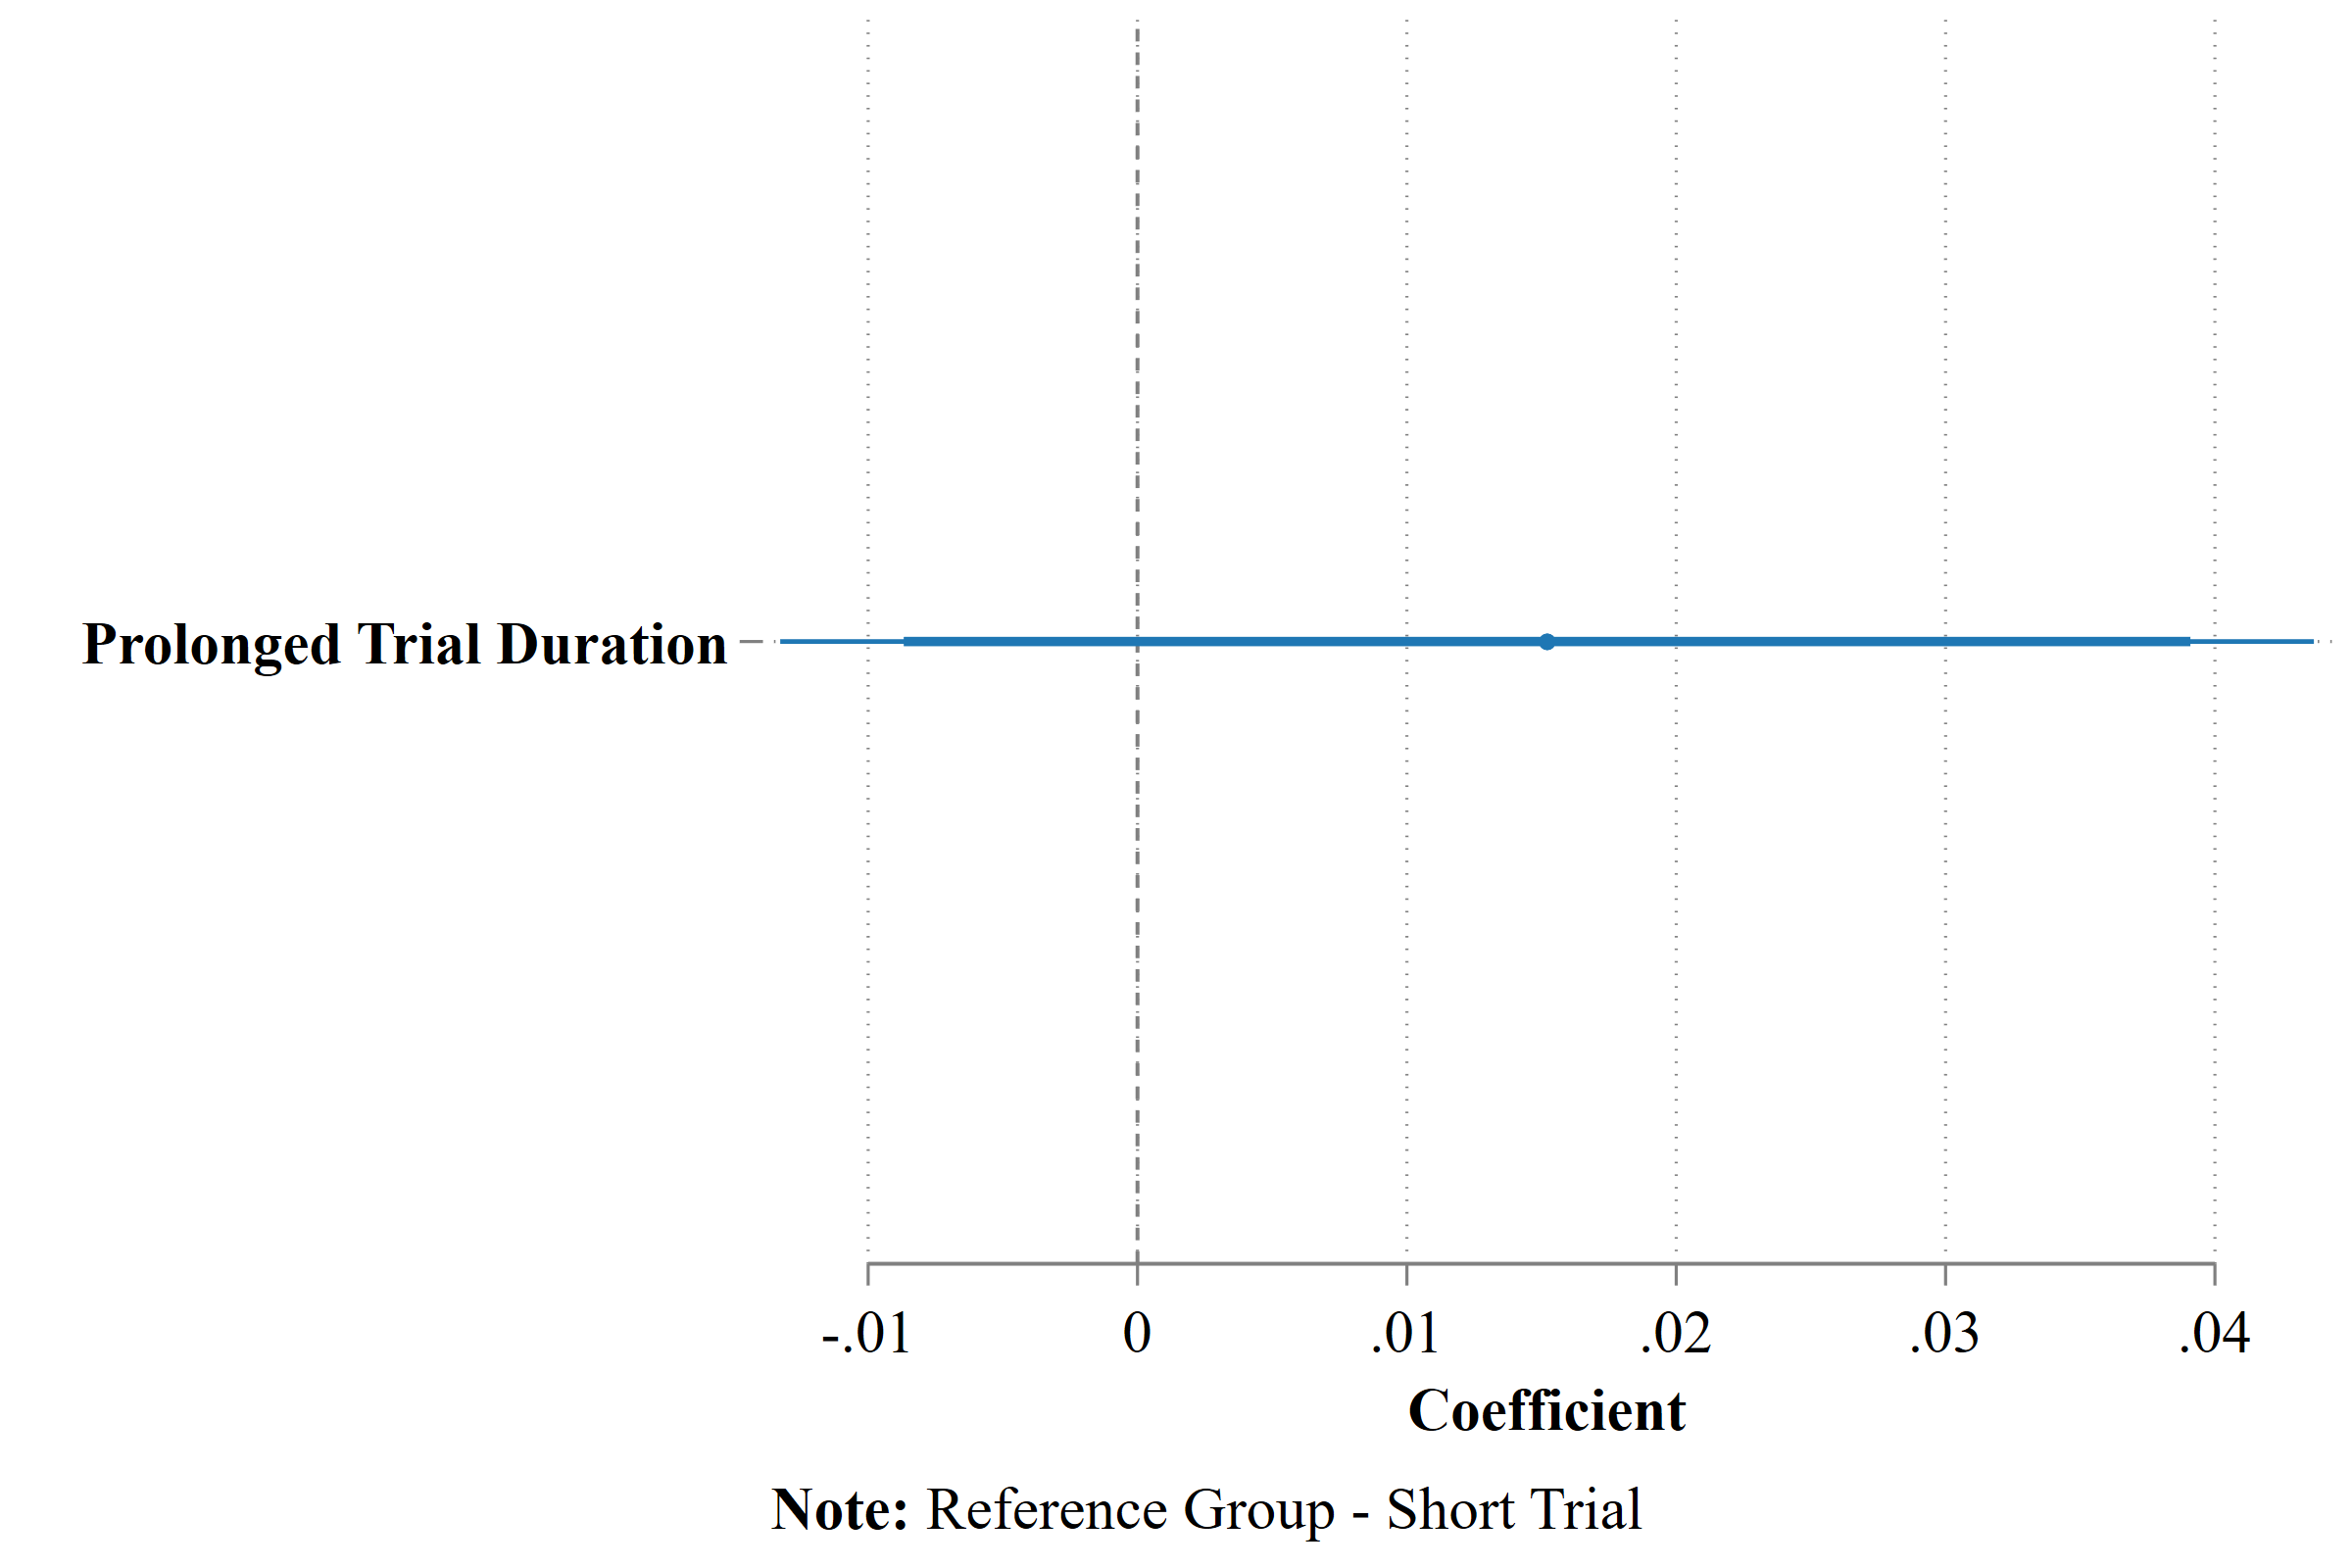 Prolonged Trial Duration
-.01 0 .01 .02 .03 .04
Coefficient
Note: Reference Group - Short Trial